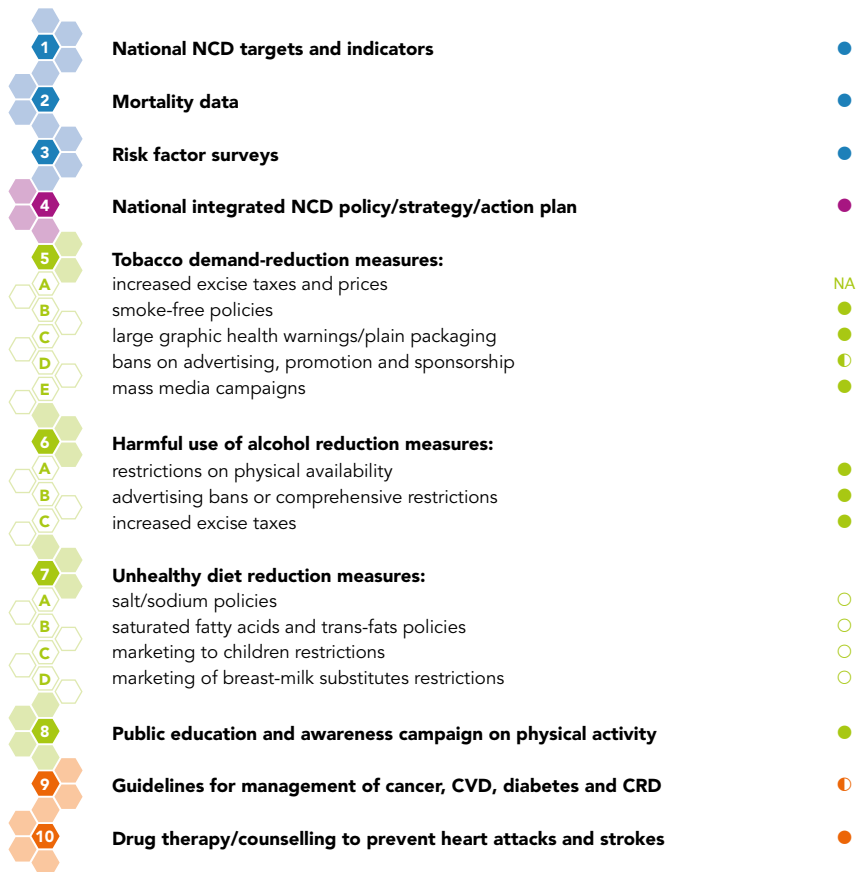 1 National NCD targets and indicators ●
2 Mortality data ●
3 Risk factor surveys ●
4 National integrated NCD policy/strategy/action plan ●
5 Tobacco demand-reduction measures:
A increased excise taxes and prices NA
B smoke-free policies ●
C large graphic health warnings/plain packaging ●
D bans on advertising, promotion and sponsorship ◐
E mass media campaigns ●
6 Harmful use of alcohol reduction measures:
A restrictions on physical availability ●
B advertising bans or comprehensive restrictions ●
C increased excise taxes ●
7 Unhealthy diet reduction measures:
A salt/sodium policies ○
B saturated fatty acids and trans-fats policies ○
C marketing to children restrictions ○
D marketing of breast-milk substitutes restrictions ○
8 Public education and awareness campaign on physical activity ●
9 Guidelines for management of cancer, CVD, diabetes and CRD ◐
10 Drug therapy/counselling to prevent heart attacks and strokes ●